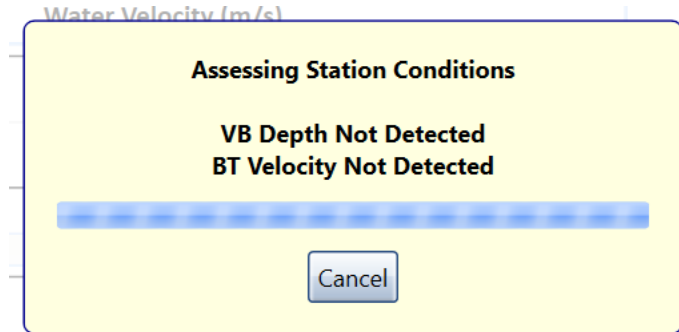 Water Velocity (m/s)
Assessing Station Conditions
VB Depth Not Detected
BT Velocity Not Detected
Cancel